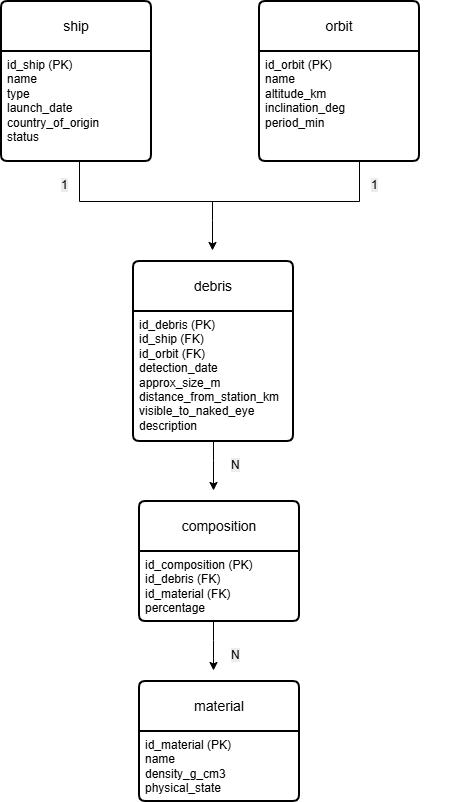 ship
id_ship (PK)
name
type
launch_date
country_of_origin
status
orbit
id_orbit (PK)
name
altitude_km
inclination_deg
period_min
1
1
debris
id_debris (PK)
id_ship (FK)
id_orbit (FK)
detection_date
approx_size_m
distance_from_station_km
visible_to_naked_eye
description
N
composition
id_composition (PK)
id_debris (FK)
id_material (FK)
percentage
N
material
id_material (PK)
name
density_g_cm3
physical_state